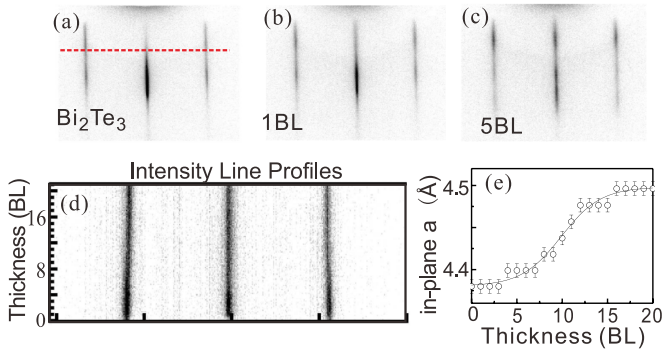 (a)
Bi2Te3
(b)
1BL
(c)
5BL
Intensity Line Profiles
(d)
Thickness (BL)
16
8
0
(e)
in-plane a (Å)
4.5
4.4
0 5 10 15 20
Thickness (BL)